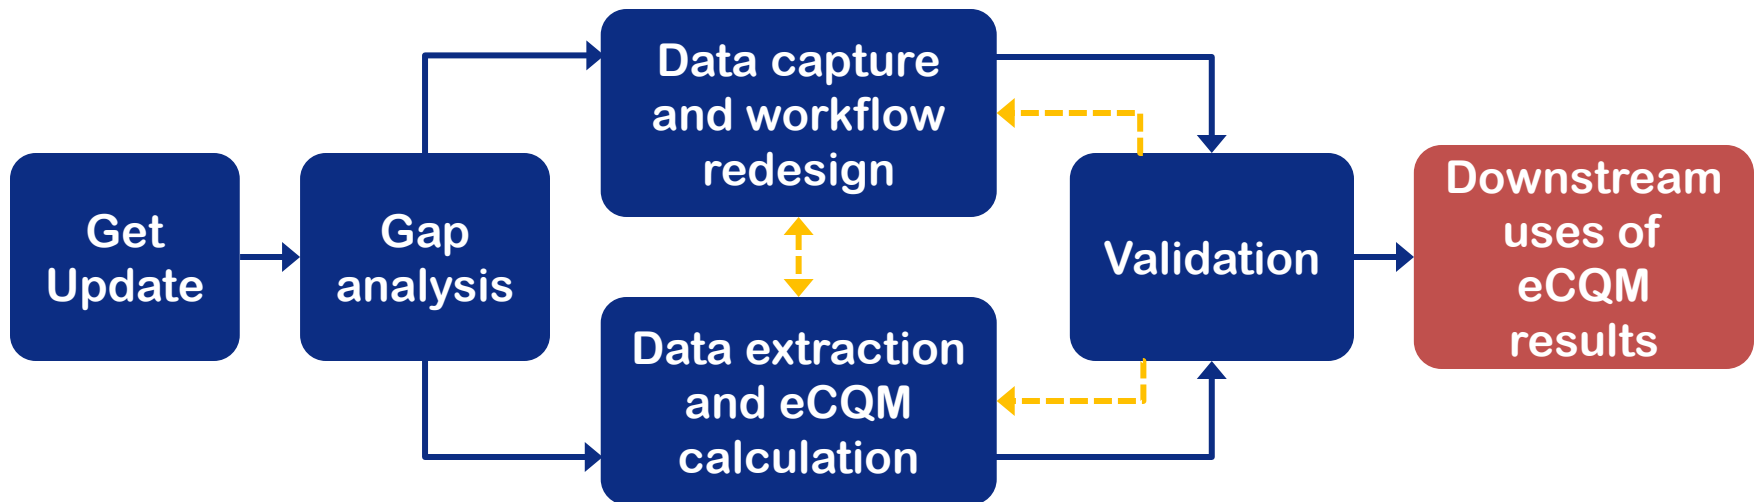 Get
Update
Gap
analysis
Data capture
and workflow
redesign
Data extraction
and eCQM
calculation
Validation
Downstream
uses of
eCQM
results